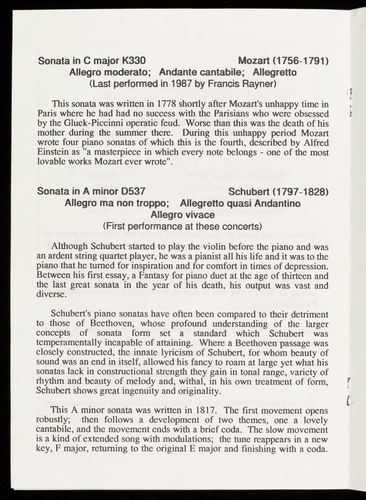 Sonata in C major K330 Mozart (1756-1791)
Allegro moderato; Andante cantabile; Allegretto
(Last performed in 1987 by Francis Rayner)
This sonata was written in 1778 shortly after Mozart's unhappy time in
Paris where he had had no success with the Parisians who were obsessed
by the Gluck-Piccinni operatic feud. Worse than this was the death of his
mother during the summer there. During this unhappy period Mozart
wrote four piano sonatas of which this is the fourth, described by Alfred
Einstein as "a masterpiece in which every note belongs - one of the most
lovable works Mozart ever wrote".
Sonata in A minor D537 Schubert (1797-1828)
Allegro ma non troppo; Allegretto quasi Andantino
Allegro vivace
(First performance at these concerts)
Although Schubert started to play the violin before the piano and was
an ardent string quartet player, he was a pianist all his life and it was to the
piano that he turned for inspiration and for comfort in times of depression.
Between his first essay, a Fantasy for piano duet at the age of thirteen and
the last great sonata in the year of his death, his output was vast and
diverse.
Schubert's piano sonatas have often been compared to their detriment
to those of Beethoven, whose profound understanding of the larger
concepts of sonata form set a standard which Schubert was
temperamentally incapable of attaining. Where a Beethoven passage was
closely constructed, the innate lyricism of Schubert, for whom beauty of
sound was an end in itself, allowed his fancy to roam at large yet what his
sonatas lack in constructional strength they gain in tonal range, variety of
rhythm and beauty of melody and, withal, in his own treatment of form,
Schubert shows great ingenuity and originality.
This A minor sonata was written in 1817. The first movement opens
robustly; then follows a development of two themes, one a lovely
cantabile, and the movement ends with a brief coda. The slow movement
is a kind of extended song with modulations; the tune reappears in a new
key, F major, returning to the original E major and finishing with a coda.